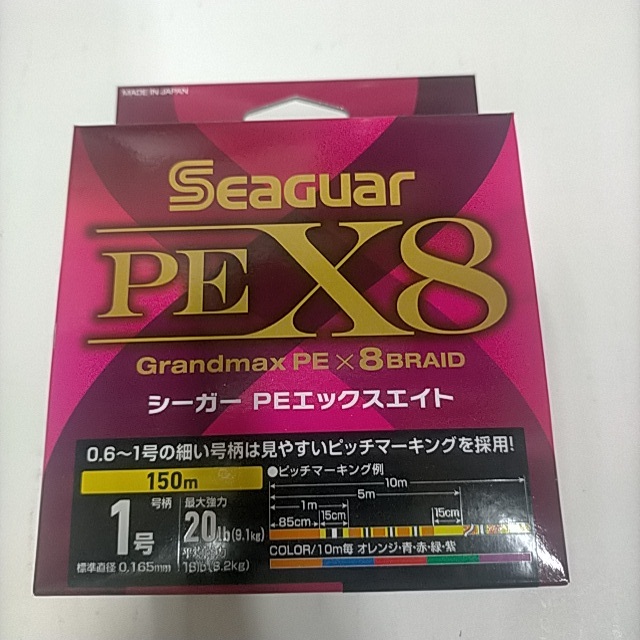 MADE IN JAPAN
SEAGUAR
PE X8
Grandmax PE × 8 BRAID
シーガー PEエックスエイト
0.6〜1号の細い号柄は見やすいピッチマーキングを採用!
150m
●ピッチマーキング例
10m
5m
1m
85cm
15cm
15cm
号柄
1号
標準直径 0.165mm
最大強力
20lb(9.1kg)
18lb(8.2kg)
COLOR/10m毎 オレンジ・青・赤・緑・紫